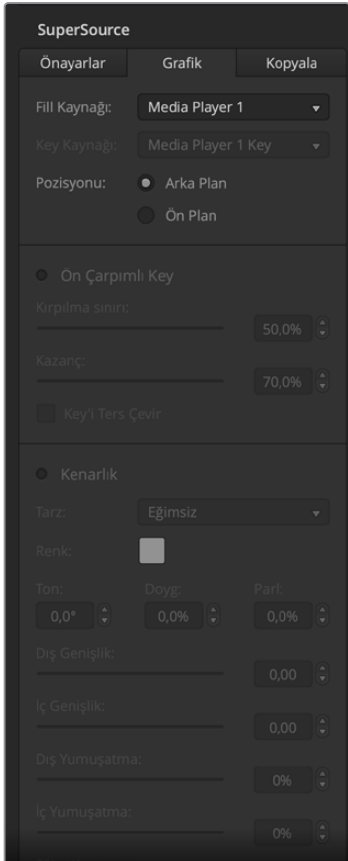 SuperSource
Önayarlar Grafik Kopyala
Fill Kaynağı: Media Player 1
Key Kaynağı: Media Player 1 Key
Pozisyonu: Arka Plan
Ön Plan
Ön Çarpımlı Key
Kırpılma sınırı:
50,0%
Kazanç:
70,0%
Key'i Ters Çevir
Kenarlık
Tarz: Eğimsiz
Renk:
Ton: Doyg: Parl:
0,0° 0,0% 0,0%
Dış Genişlik:
0,00
İç Genişlik:
0,00
Dış Yumuşatma:
0%
İç Yumuşatma:
0%